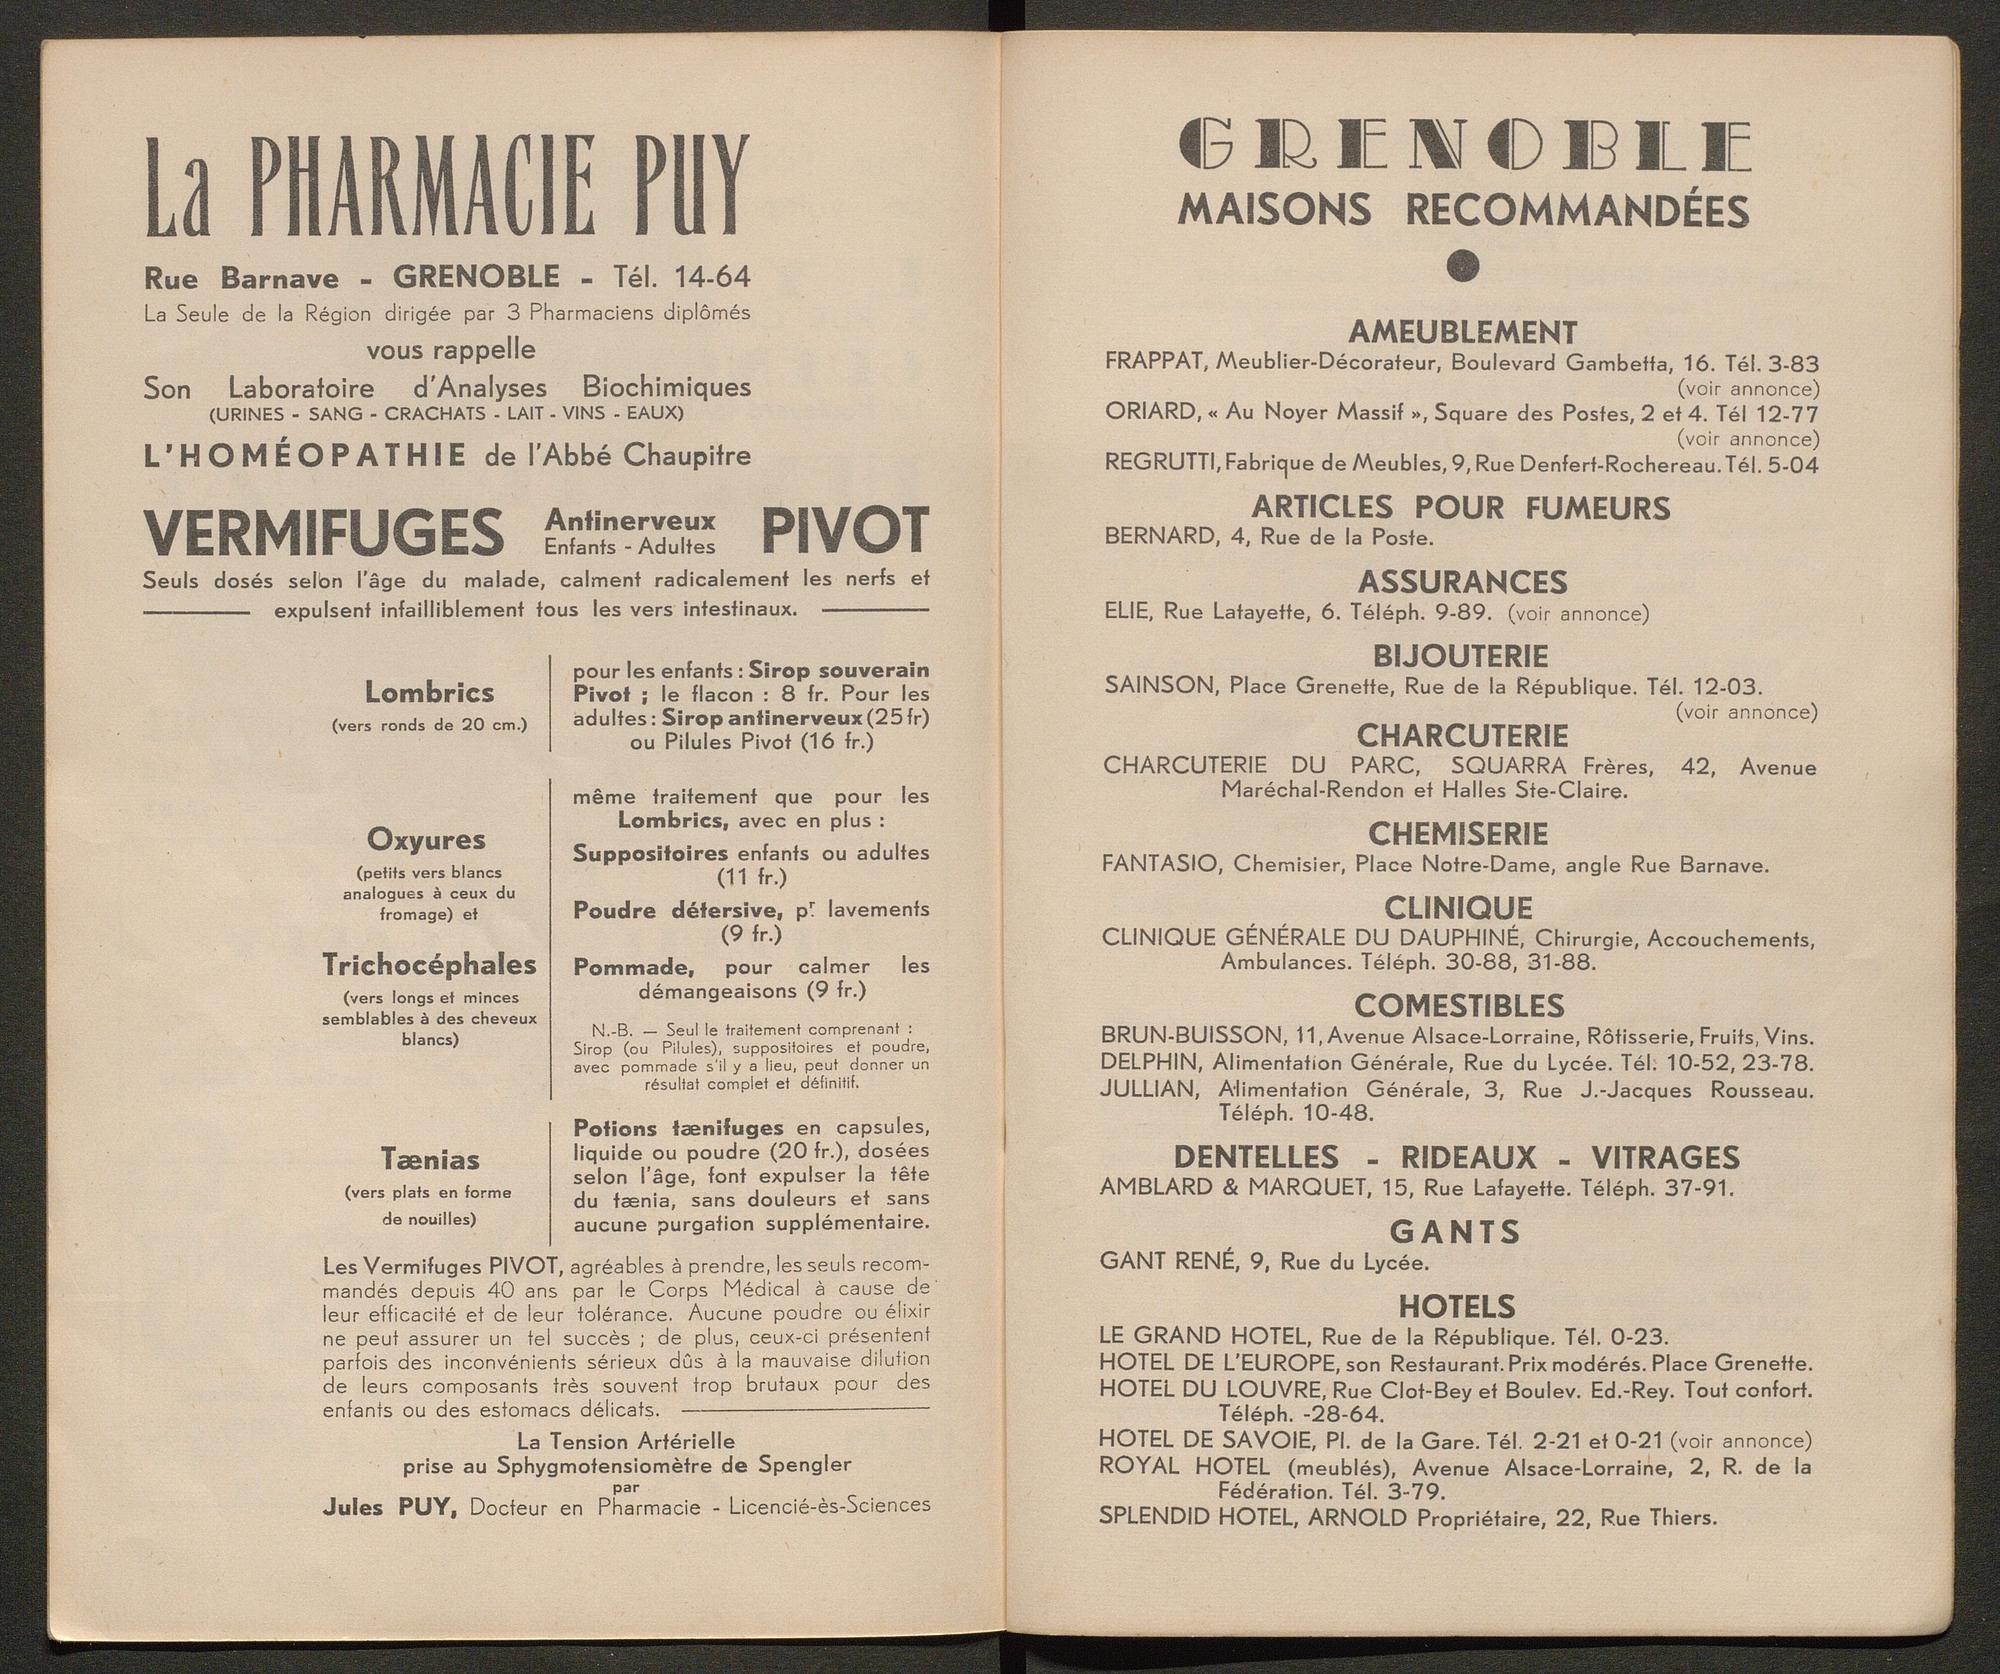 La PHARMACIE PUY
Rue Barnave - GRENOBLE - Tél. 14-64
La Seule de la Région dirigée par 3 Pharmaciens diplômés
vous rappelle
Son Laboratoire d'Analyses Biochimiques
(URINES - SANG - CRACHATS - LAIT - VINS - EAUX)
L'HOMÉOPATHIE de l'Abbé Chaupitre
VERMIFUGES Antinerveux PIVOT
Enfants - Adultes
Seuls dosés selon l'âge du malade, calment radicalement les nerfs et
expulsent infailliblement tous les vers intestinaux.
Lombrics
(vers ronds de 20 cm.)
pour les enfants : Sirop souverain
Pivot ; le flacon : 8 fr. Pour les
adultes : Sirop antinerveux (25 fr)
ou Pilules Pivot (16 fr.)
Oxyures
(petits vers blancs
analogues à ceux du
fromage) et
Trichocéphales
(vers longs et minces
semblables à des cheveux
blancs)
même traitement que pour les
Lombrics, avec en plus :
Suppositoires enfants ou adultes
(11 fr.)
Poudre détersive, pr. lavements
(9 fr.)
Pommade, pour calmer les
démangeaisons (9 fr.)
N.-B. — Seul le traitement comprenant :
Sirop (ou Pilules), suppositoires et poudre,
avec pommade s'il y a lieu, peut donner un
résultat complet et définitif.
Tænias
(vers plats en forme
de nouilles)
Potions tænifuges en capsules,
liquide ou poudre (20 fr.), dosées
selon l'âge, font expulser la tête
du tænia, sans douleurs et sans
aucune purgation supplémentaire.
Les Vermifuges PIVOT, agréables à prendre, les seuls recom-
mandés depuis 40 ans par le Corps Médical à cause de
leur efficacité et de leur tolérance. Aucune poudre ou élixir
ne peut assurer un tel succès ; de plus, ceux-ci présentent
parfois des inconvénients sérieux dûs à la mauvaise dilution
de leurs composants très souvent trop brutaux pour des
enfants ou des estomacs délicats.
La Tension Artérielle
prise au Sphygmotensiomètre de Spengler
par
Jules PUY, Docteur en Pharmacie - Licencié-ès-Sciences
GRENOBLE
MAISONS RECOMMANDÉES
AMEUBLEMENT
FRAPPAT, Meublier-Décorateur, Boulevard Gambetta, 16. Tél. 3-83
(voir annonce)
ORIARD, « Au Noyer Massif », Square des Postes, 2 et 4. Tél 12-77
(voir annonce)
REGRUTTI, Fabrique de Meubles, 9, Rue Denfert-Rochereau. Tél. 5-04
ARTICLES POUR FUMEURS
BERNARD, 4, Rue de la Poste.
ASSURANCES
ELIE, Rue Lafayette, 6. Téléph. 9-89. (voir annonce)
BIJOUTERIE
SAINSON, Place Grenette, Rue de la République. Tél. 12-03.
(voir annonce)
CHARCUTERIE
CHARCUTERIE DU PARC, SQUARRA Frères, 42, Avenue
Maréchal-Rendon et Halles Ste-Claire.
CHEMISERIE
FANTASIO, Chemisier, Place Notre-Dame, angle Rue Barnave.
CLINIQUE
CLINIQUE GÉNÉRALE DU DAUPHINÉ, Chirurgie, Accouchements,
Ambulances. Téléph. 30-88, 31-88.
COMESTIBLES
BRUN-BUISSON, 11, Avenue Alsace-Lorraine, Rôtisserie, Fruits, Vins.
DELPHIN, Alimentation Générale, Rue du Lycée. Tél. 10-52, 23-78.
JULLIAN, Alimentation Générale, 3, Rue J.-Jacques Rousseau.
Téléph. 10-48.
DENTELLES - RIDEAUX - VITRAGES
AMBLARD & MARQUET, 15, Rue Lafayette. Téléph. 37-91.
GANTS
GANT RENÉ, 9, Rue du Lycée.
HOTELS
LE GRAND HOTEL, Rue de la République. Tél. 0-23.
HOTEL DE L'EUROPE, son Restaurant. Prix modérés. Place Grenette.
HOTEL DU LOUVRE, Rue Clot-Bey et Boulev. Ed.-Rey. Tout confort.
Téléph. -28-64.
HOTEL DE SAVOIE, Pl. de la Gare. Tél. 2-21 et 0-21 (voir annonce)
ROYAL HOTEL (meublés), Avenue Alsace-Lorraine, 2, R. de la
Fédération. Tél. 3-79.
SPLENDID HOTEL, ARNOLD Propriétaire, 22, Rue Thiers.